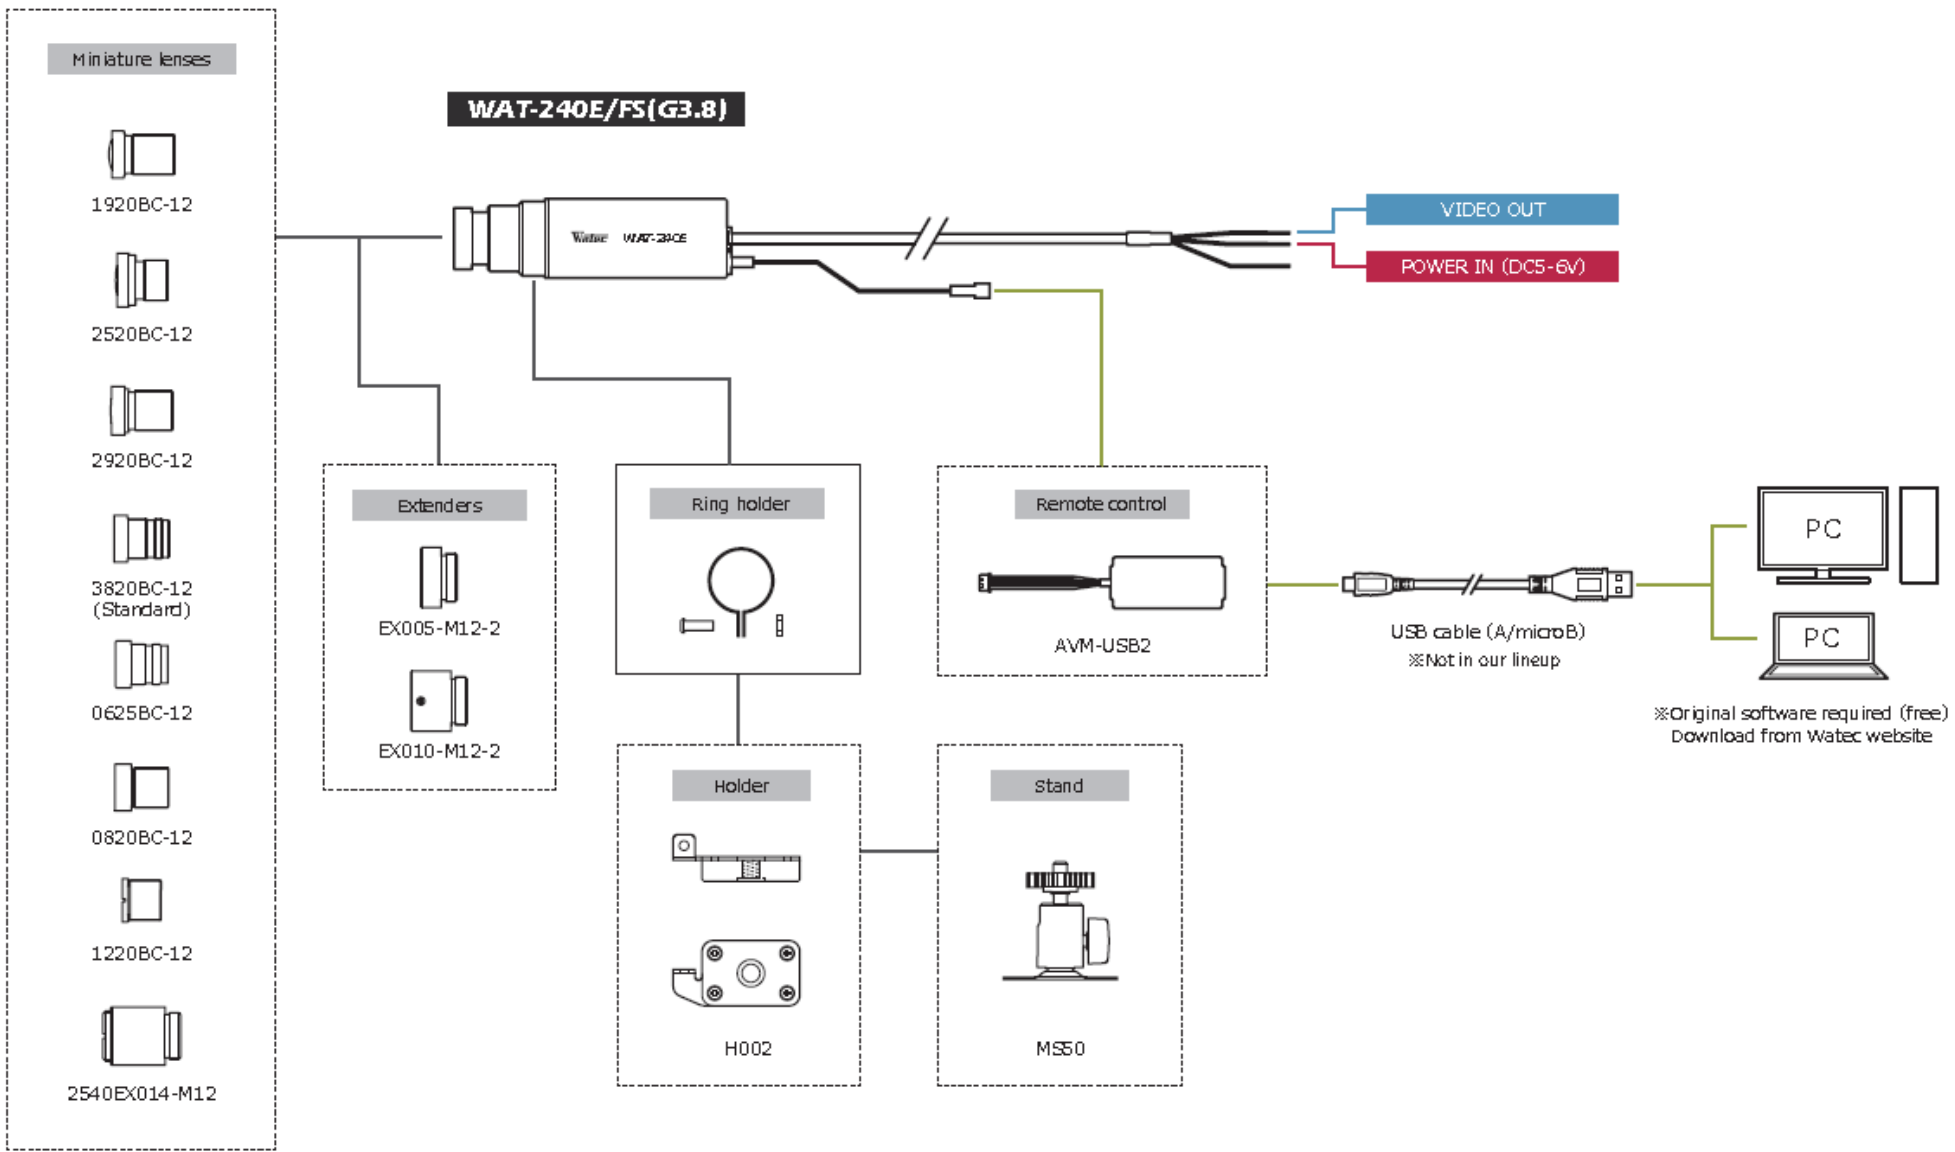 Miniature lenses
1920BC-12
2520BC-12
2920BC-12
3820BC-12
(Standard)
0625BC-12
0820BC-12
1220BC-12
2540EX014-M12
WAT-240E/FS(G3.8)
Watec WAT-240E
VIDEO OUT
POWER IN (DC5-6V)
Extenders
EX005-M12-2
EX010-M12-2
Ring holder
Remote control
AVM-USB2
USB cable (A/microB)
※Not in our lineup
PC
PC
※Original software required (free)
Download from Watec website
Holder
H002
Stand
MS50